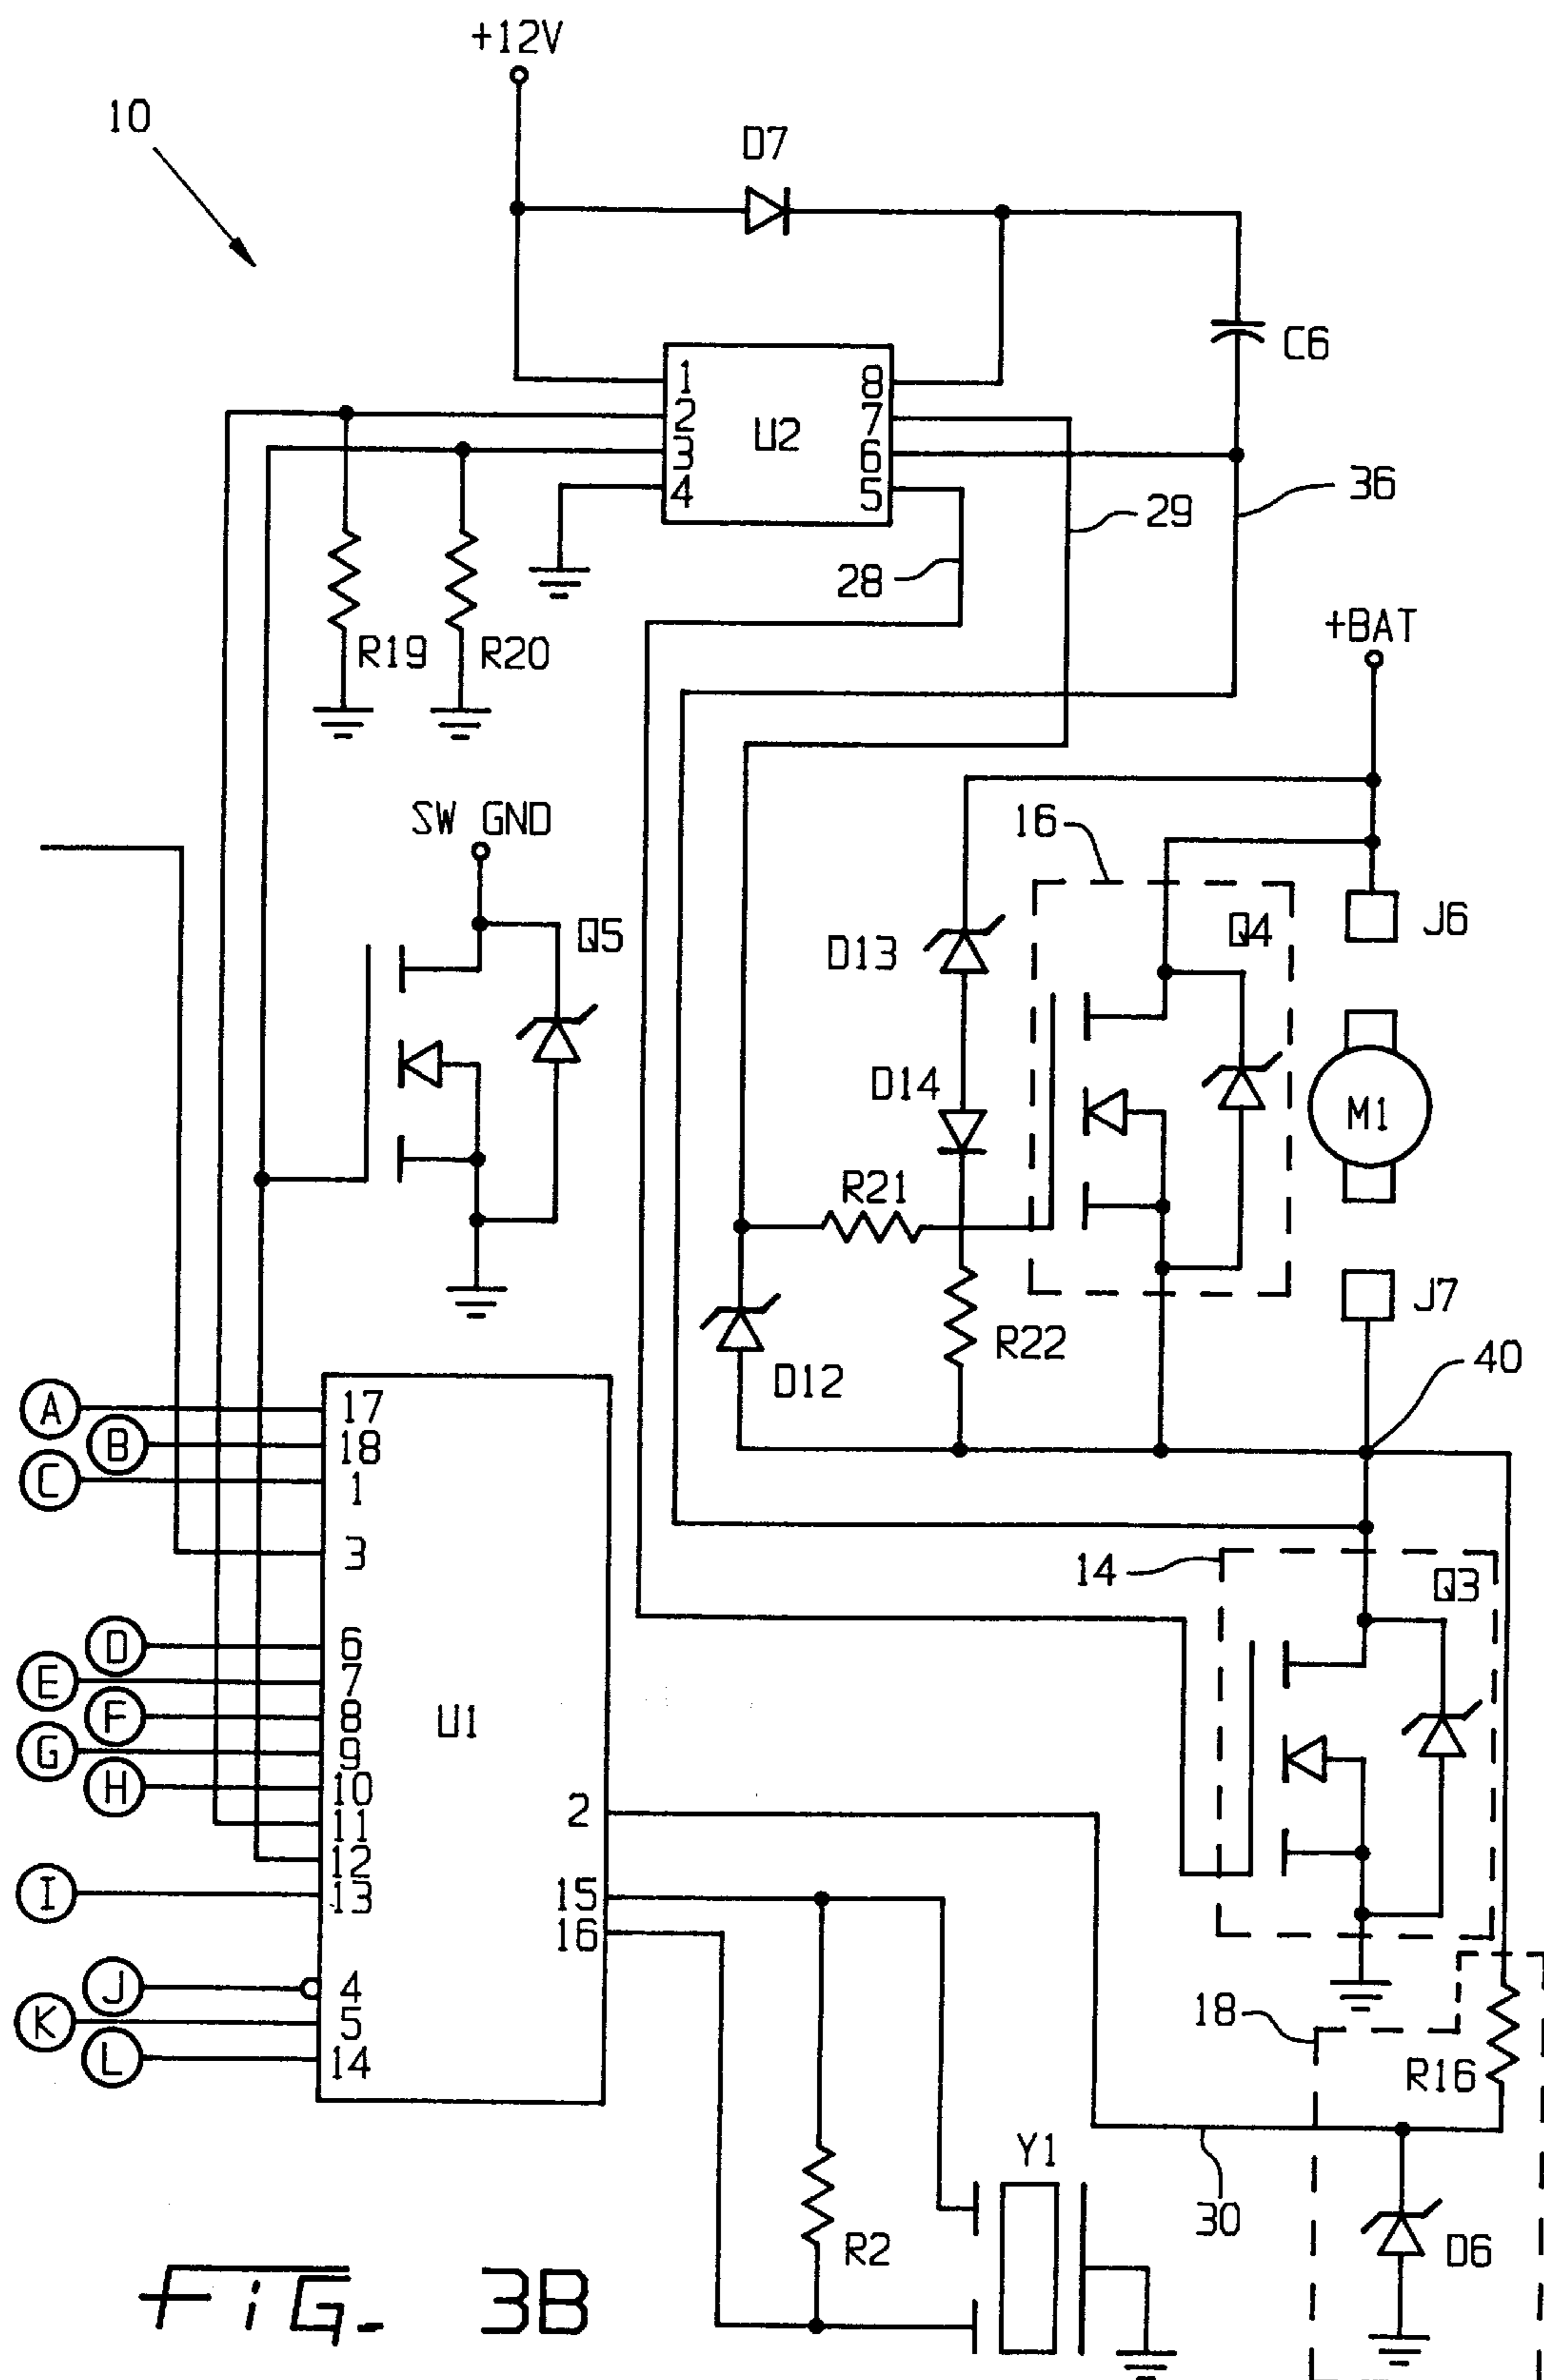 +12V
10
D7
C6
1
8
2
7
3
U2
6
4
5
36
29
28
R19
R20
+BAT
SW GND
16
Q5
Q4
J6
D13
D14
M1
R21
J7
R22
D12
40
A
17
B
18
C
1
3
14
Q3
D
6
E
7
F
8
U1
G
9
H
10
11
2
12
I
13
15
16
J
4
K
5
18
L
14
R16
Y1
30
R2
D6
FIG. 3B